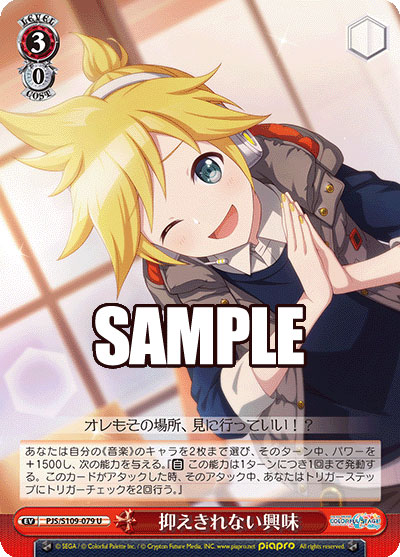 LEVEL
3
0
COST
SAMPLE
オレもその場所、見に行っていい！？
あなたは自分の《音楽》のキャラを2枚まで選び、そのターン中、パワーを
＋1500し、次の能力を与える。『【自】 この能力は1ターンにつき1回まで発動す
る。このカードがアタックした時、そのアタック中、あなたはトリガーステッ
プにトリガーチェックを2回行う。』
EV PJS/S109-079 U 抑えきれない興味
COLORFUL STAGE!
© SEGA / © Colorful Palette Inc. / © Crypton Future Media, INC. www.piapro.net piapro All rights reserved.